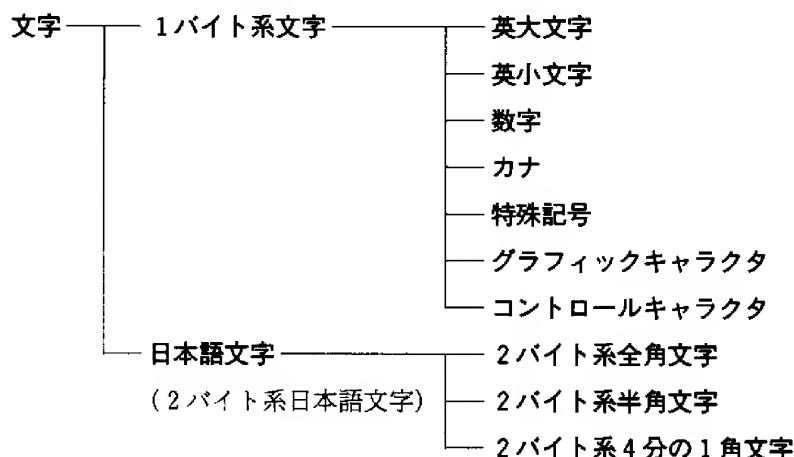 文字 1バイト系文字 英大文字
英小文字
数字
カナ
特殊記号
グラフィックキャラクタ
コントロールキャラクタ
日本語文字 2バイト系全角文字
(2バイト系日本語文字) 2バイト系半角文字
2バイト系4分の1角文字